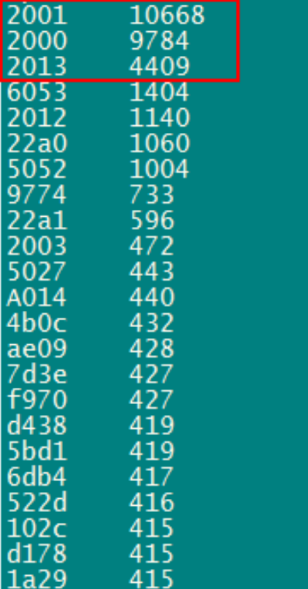 2001 10668
2000 9784
2013 4409
6053 1404
2012 1140
22a0 1060
5052 1004
9774 733
22a1 596
2003 472
5027 443
A014 440
4b0c 432
ae09 428
7d3e 427
f970 427
d438 419
5bd1 419
6db4 417
522d 416
102c 415
d178 415
1a29 415